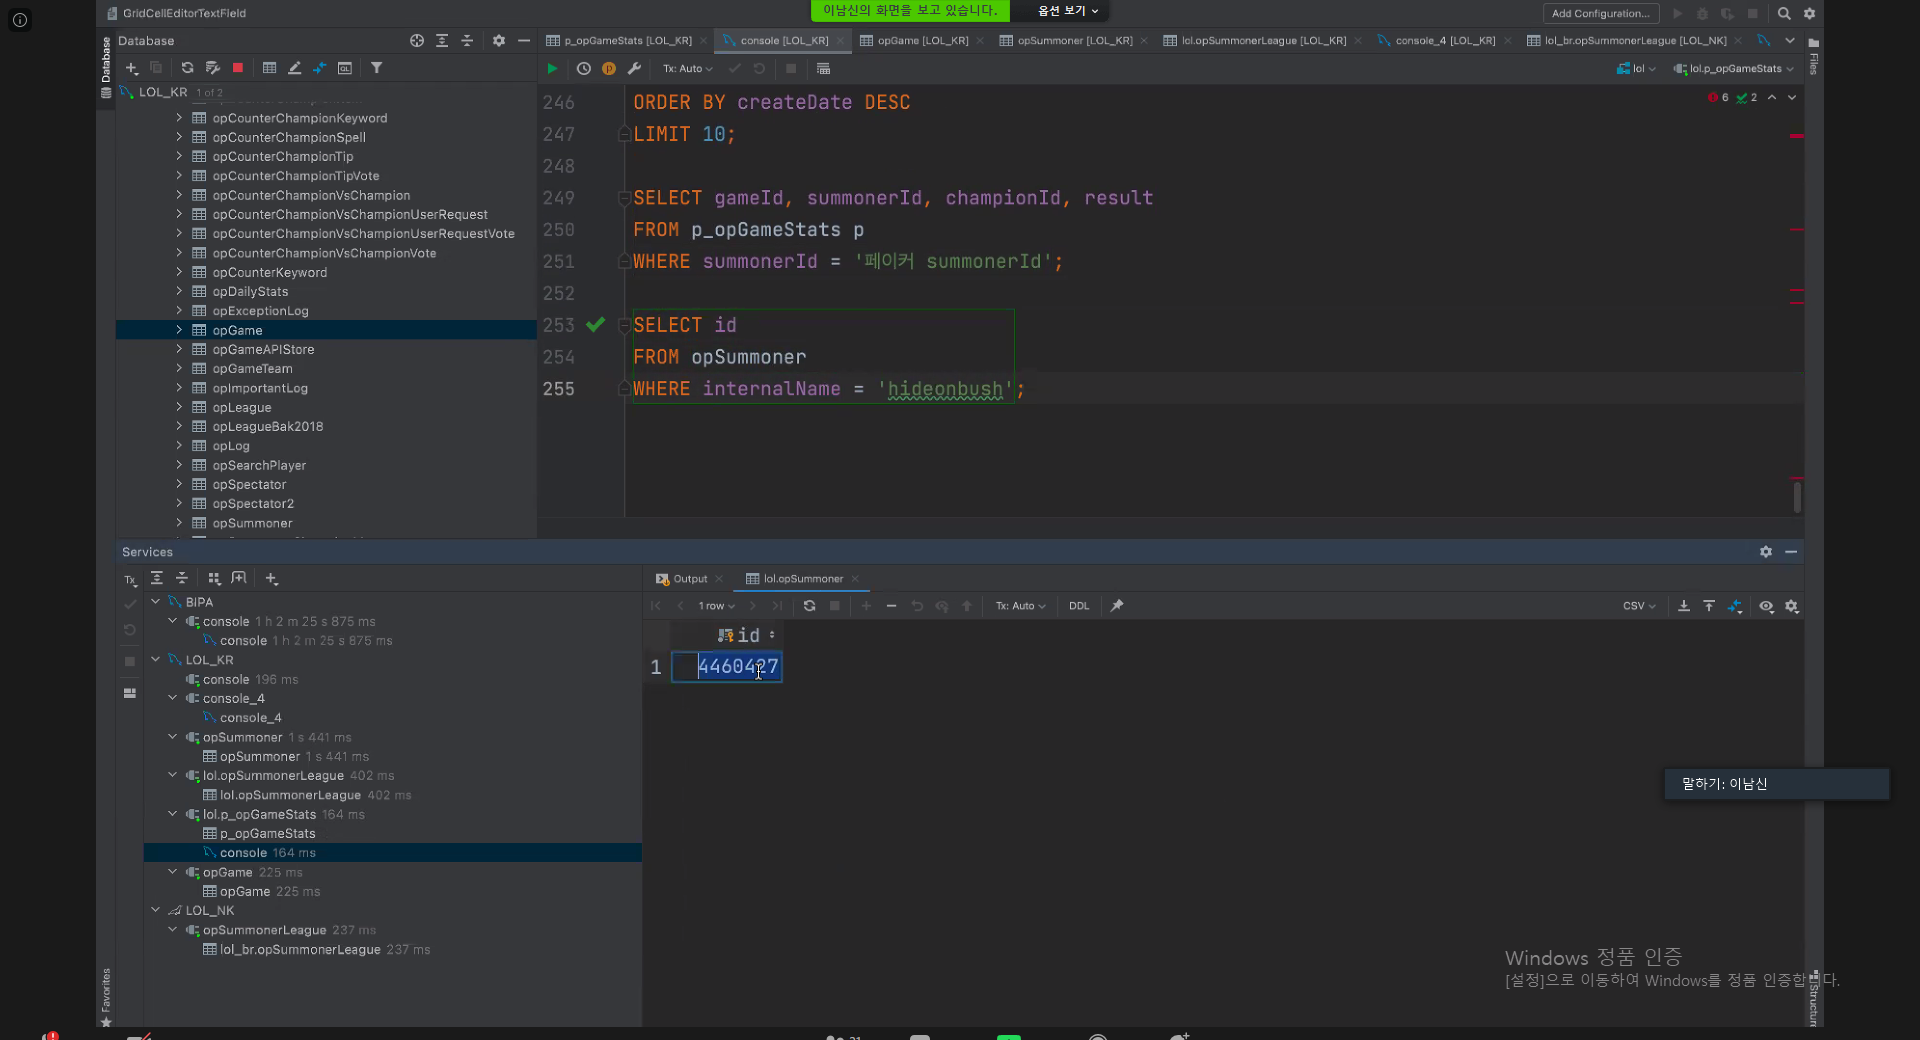 GridCellEditorTextField
이남신의 화면을 보고 있습니다.
옵션 보기
Add Configuration...
Database
Database
p_opGameStats [LOL_KR]
console [LOL_KR]
opGame [LOL_KR]
opSummoner [LOL_KR]
lol.opSummonerLeague [LOL_KR]
console_4 [LOL_KR]
lol_br.opSummonerLeague [LOL_NK]
Files
Tx: Auto
lol
lol.p_opGameStats
LOL_KR 1 of 2
opCounterChampionKeyword
opCounterChampionSpell
opCounterChampionTip
opCounterChampionTipVote
opCounterChampionVsChampion
opCounterChampionVsChampionUserRequest
opCounterChampionVsChampionUserRequestVote
opCounterChampionVsChampionVote
opCounterKeyword
opDailyStats
opExceptionLog
opGame
opGameAPIStore
opGameTeam
opImportantLog
opLeague
opLeagueBak2018
opLog
opSearchPlayer
opSpectator
opSpectator2
opSummoner
6 2
246 ORDER BY createDate DESC
247 LIMIT 10;
248
249 SELECT gameId, summonerId, championId, result
250 FROM p_opGameStats p
251 WHERE summonerId = '페이커 summonerId';
252
253 SELECT id
254 FROM opSummoner
255 WHERE internalName = 'hideonbush';
Services
Tx
BIPA
console 1 h 2 m 25 s 875 ms
console 1 h 2 m 25 s 875 ms
LOL_KR
console 196 ms
console_4
console_4
opSummoner 1 s 441 ms
opSummoner 1 s 441 ms
lol.opSummonerLeague 402 ms
lol.opSummonerLeague 402 ms
lol.p_opGameStats 164 ms
p_opGameStats
console 164 ms
opGame 225 ms
opGame 225 ms
LOL_NK
opSummonerLeague 237 ms
lol_br.opSummonerLeague 237 ms
Output
lol.opSummoner
1 row
Tx: Auto
DDL
CSV
id
1 4460427
말하기: 이남신
Windows 정품 인증
[설정]으로 이동하여 Windows를 정품 인증합니다.
Favorites
Structure